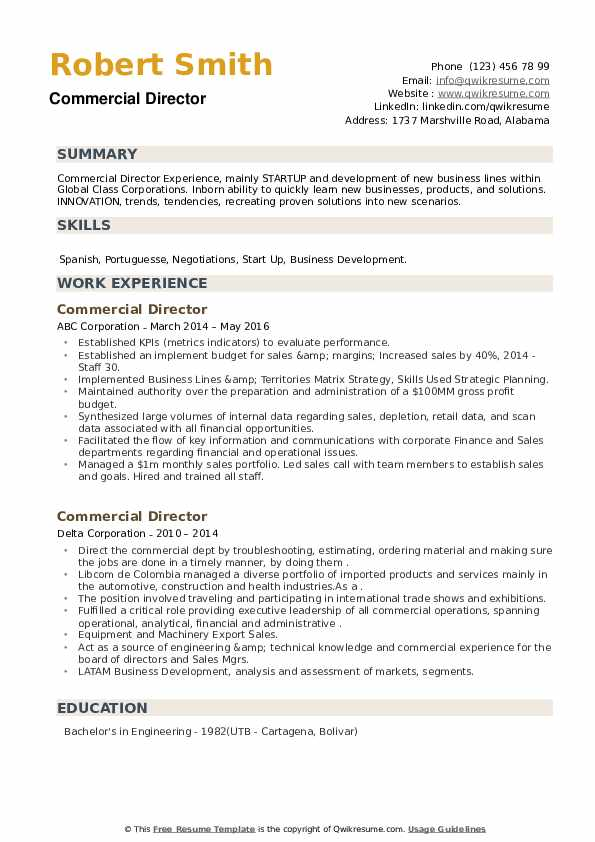 Robert Smith
Commercial Director
Phone (123) 456 78 99
Email: info@qwikresume.com
Website : www.qwikresume.com
LinkedIn: linkedin.com/qwikresume
Address: 1737 Marshville Road, Alabama
SUMMARY
Commercial Director Experience, mainly STARTUP and development of new business lines within
Global Class Corporations. Inborn ability to quickly learn new businesses, products, and solutions.
INNOVATION, trends, tendencies, recreating proven solutions into new scenarios.
SKILLS
Spanish, Portuguesse, Negotiations, Start Up, Business Development.
WORK EXPERIENCE
Commercial Director
ABC Corporation - March 2014 – May 2016
• Established KPIs (metrics indicators) to evaluate performance.
• Established an implement budget for sales &amp; margins; Increased sales by 40%, 2014 -
Staff 30.
• Implemented Business Lines &amp; Territories Matrix Strategy, Skills Used Strategic Planning.
• Maintained authority over the preparation and administration of a $100MM gross profit
budget.
• Synthesized large volumes of internal data regarding sales, depletion, retail data, and scan
data associated with all financial opportunities.
• Facilitated the flow of key information and communications with corporate Finance and Sales
departments regarding financial and operational issues.
• Managed a $1m monthly sales portfolio. Led sales call with team members to establish sales
and goals. Hired and trained all staff.
Commercial Director
Delta Corporation - 2010 – 2014
• Direct the commercial dept by troubleshooting, estimating, ordering material and making sure
the jobs are done in a timely manner, by doing them .
• Libcom de Colombia managed a diverse portfolio of imported products and services mainly in
the automotive, construction and health industries.As a .
• The position involved traveling and participating in international trade shows and exhibitions.
• Fulfilled a critical role providing executive leadership of all commercial operations, spanning
operational, analytical, financial and administrative .
• Equipment and Machinery Export Sales.
• Act as a source of engineering &amp; technical knowledge and commercial experience for the
board of directors and Sales Mgrs.
• LATAM Business Development, analysis and assessment of markets, segments.
EDUCATION
Bachelor's in Engineering - 1982(UTB - Cartagena, Bolivar)
© This Free Resume Template is the copyright of Qwikresume.com. Usage Guidelines